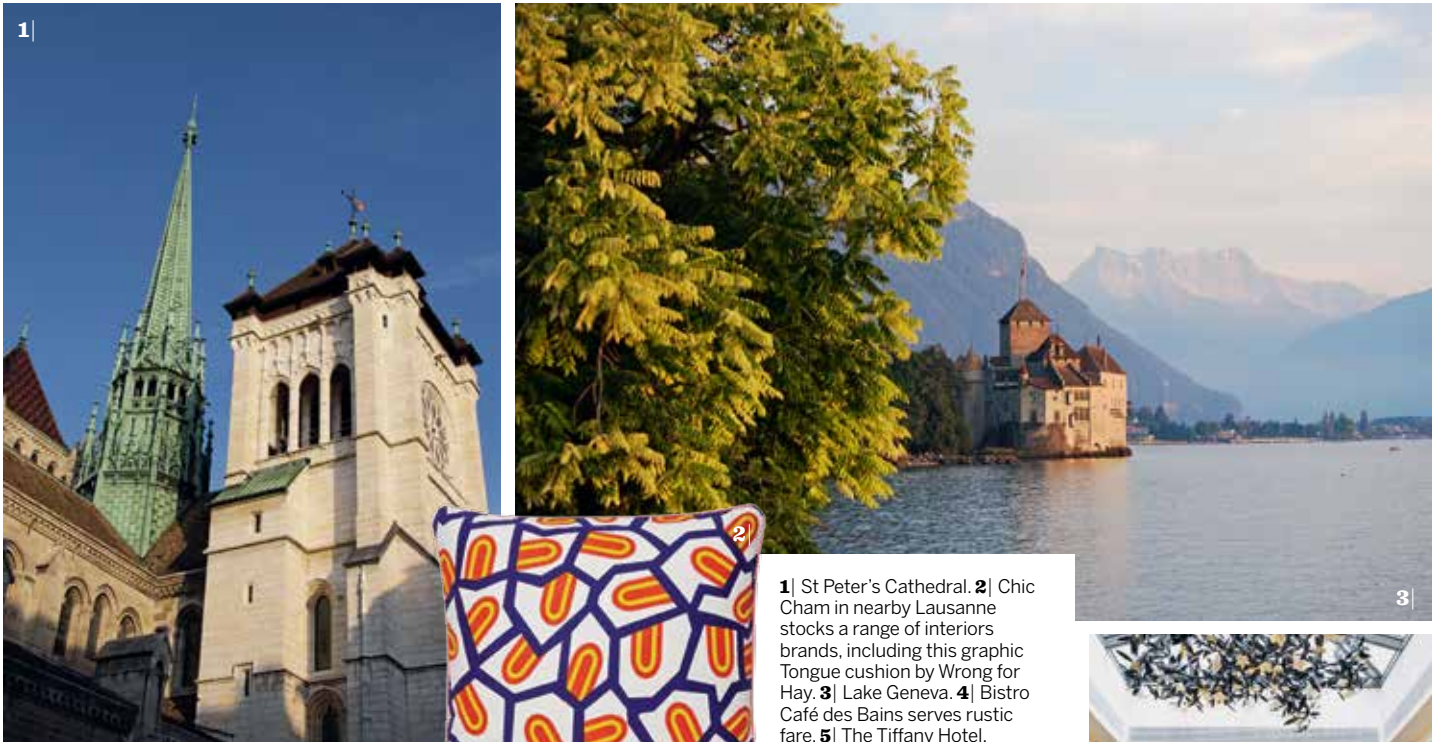 1|
2|
3|
1| St Peter's Cathedral. 2| Chic
Cham in nearby Lausanne
stocks a range of interiors
brands, including this graphic
Tongue cushion by Wrong for
Hay. 3| Lake Geneva. 4| Bistro
Café des Bains serves rustic
fare. 5| The Tiffany Hotel.